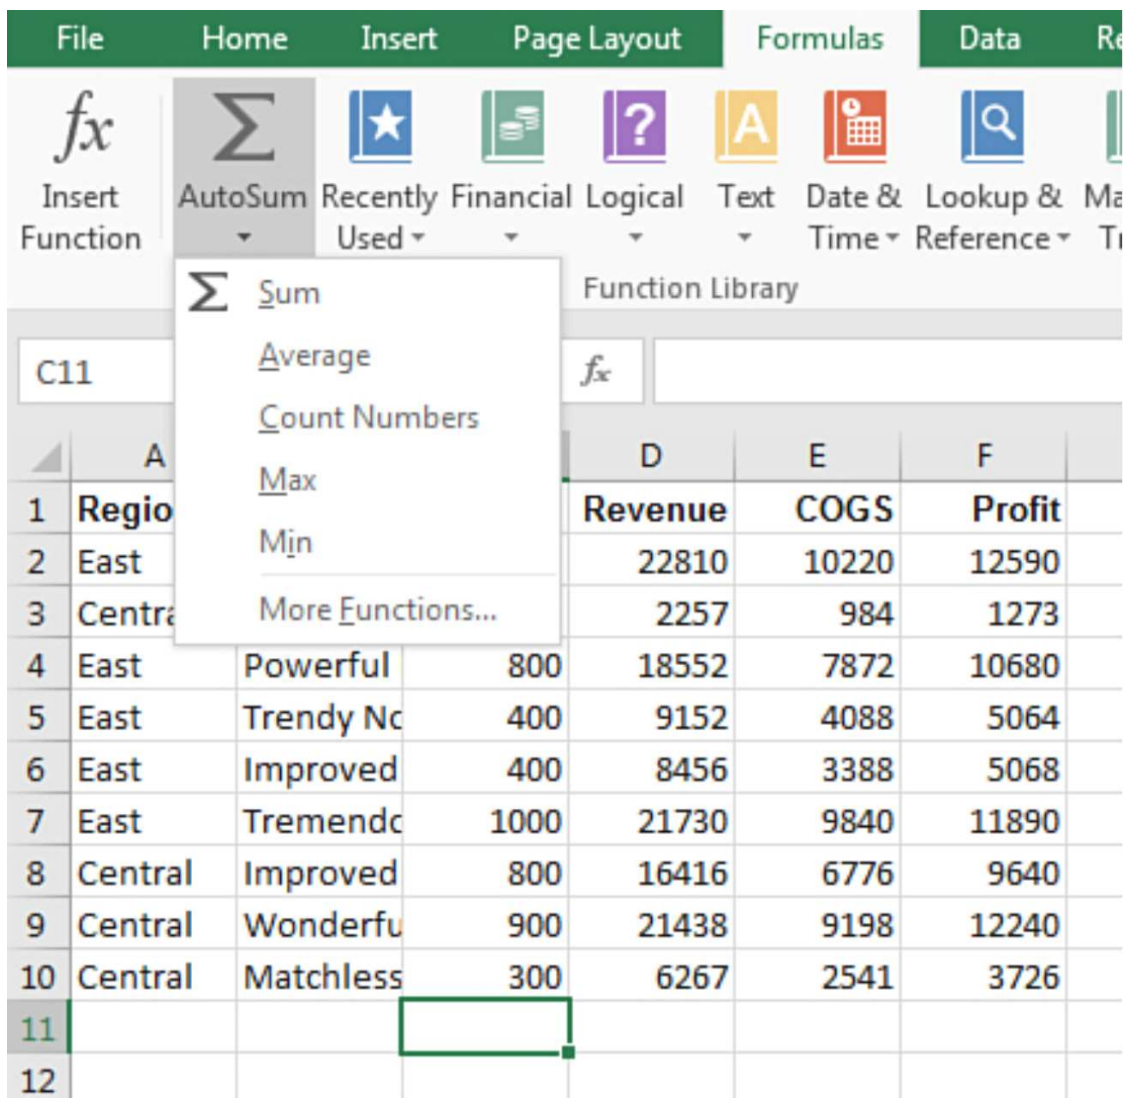 File Home Insert Page Layout Formulas Data Re
fx
Insert Function
AutoSum
Recently Used
Financial
Logical
A
Text
Date & Time
Lookup & Reference
Ma
Function Library
Σ Sum
Average
Count Numbers
Max
Min
More Functions...
C11 fx
A D E F
1 Regio Revenue COGS Profit
2 East 22810 10220 12590
3 Centra 2257 984 1273
4 East Powerful 800 18552 7872 10680
5 East Trendy No 400 9152 4088 5064
6 East Improved 400 8456 3388 5068
7 East Tremendo 1000 21730 9840 11890
8 Central Improved 800 16416 6776 9640
9 Central Wonderfu 900 21438 9198 12240
10 Central Matchless 300 6267 2541 3726
11
12